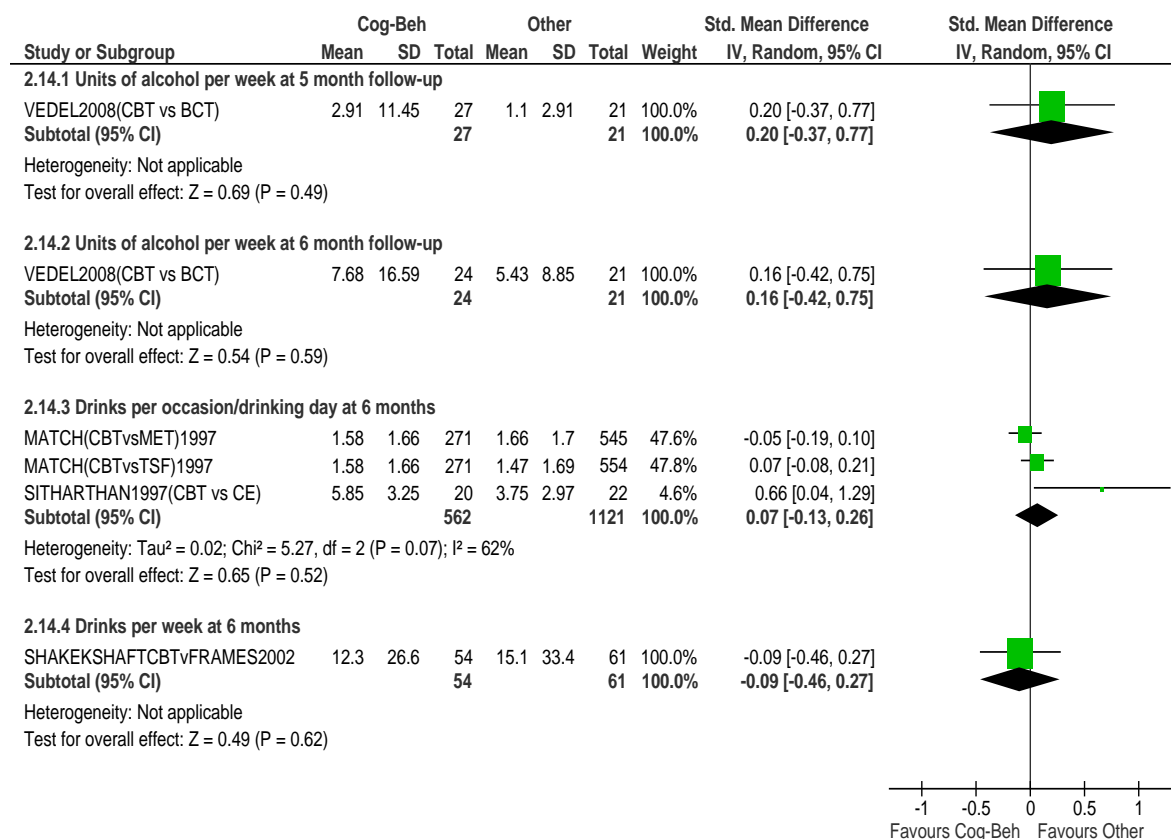 Cog-Beh Other Std. Mean Difference Std. Mean Difference
Study or Subgroup Mean SD Total Mean SD Total Weight IV, Random, 95% CI IV, Random, 95% CI
2.14.1 Units of alcohol per week at 5 month follow-up
VEDEL2008(CBT vs BCT) 2.91 11.45 27 1.1 2.91 21 100.0% 0.20 [-0.37, 0.77]
Subtotal (95% CI) 27 21 100.0% 0.20 [-0.37, 0.77]
Heterogeneity: Not applicable
Test for overall effect: Z = 0.69 (P = 0.49)
2.14.2 Units of alcohol per week at 6 month follow-up
VEDEL2008(CBT vs BCT) 7.68 16.59 24 5.43 8.85 21 100.0% 0.16 [-0.42, 0.75]
Subtotal (95% CI) 24 21 100.0% 0.16 [-0.42, 0.75]
Heterogeneity: Not applicable
Test for overall effect: Z = 0.54 (P = 0.59)
2.14.3 Drinks per occasion/drinking day at 6 months
MATCH(CBTvsMET)1997 1.58 1.66 271 1.66 1.7 545 47.6% -0.05 [-0.19, 0.10]
MATCH(CBTvsTSF)1997 1.58 1.66 271 1.47 1.69 554 47.8% 0.07 [-0.08, 0.21]
SITHARTHAN1997(CBT vs CE) 5.85 3.25 20 3.75 2.97 22 4.6% 0.66 [0.04, 1.29]
Subtotal (95% CI) 562 1121 100.0% 0.07 [-0.13, 0.26]
Heterogeneity: Tau² = 0.02; Chi² = 5.27, df = 2 (P = 0.07); I² = 62%
Test for overall effect: Z = 0.65 (P = 0.52)
2.14.4 Drinks per week at 6 months
SHAKEKSHAFTCBTvFRAMES2002 12.3 26.6 54 15.1 33.4 61 100.0% -0.09 [-0.46, 0.27]
Subtotal (95% CI) 54 61 100.0% -0.09 [-0.46, 0.27]
Heterogeneity: Not applicable
Test for overall effect: Z = 0.49 (P = 0.62)
-1 -0.5 0 0.5 1
Favours Cog-Beh Favours Other